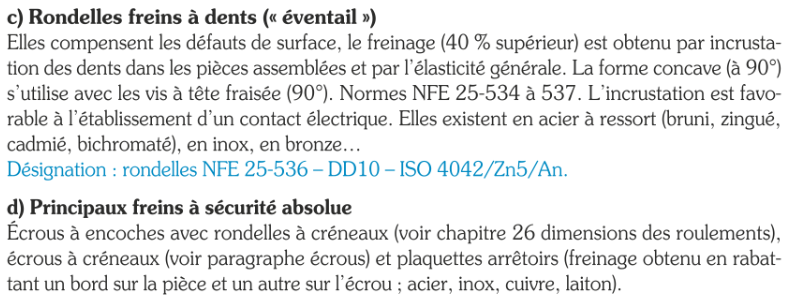 c) Rondelles freins à dents (« éventail »)
Elles compensent les défauts de surface, le freinage (40 % supérieur) est obtenu par incrusta-
tion des dents dans les pièces assemblées et par l'élasticité générale. La forme concave (à 90°)
s'utilise avec les vis à tête fraisée (90°). Normes NFE 25-534 à 537. L'incrustation est favo-
rable à l'établissement d'un contact électrique. Elles existent en acier à ressort (bruni, zingué,
cadmié, bichromaté), en inox, en bronze…
Désignation : rondelles NFE 25-536 – DD10 – ISO 4042/Zn5/An.
d) Principaux freins à sécurité absolue
Écrous à encoches avec rondelles à créneaux (voir chapitre 26 dimensions des roulements),
écrous à créneaux (voir paragraphe écrous) et plaquettes arrêtoirs (freinage obtenu en rabat-
tant un bord sur la pièce et un autre sur l'écrou ; acier, inox, cuivre, laiton).